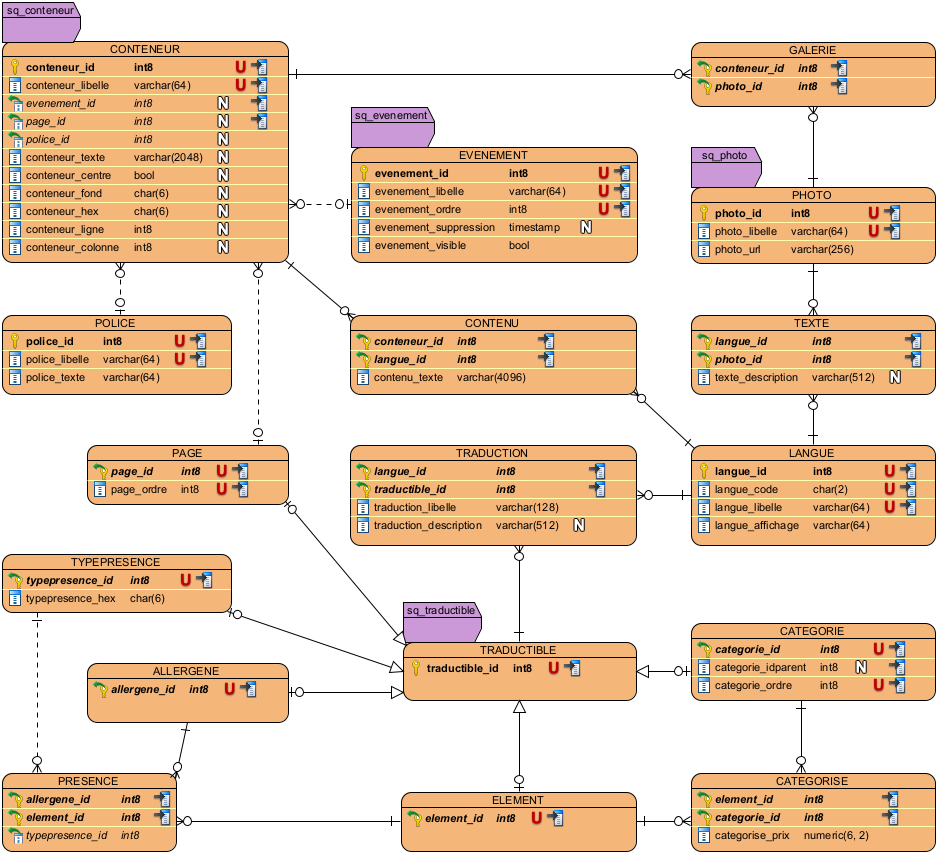 sq_conteneur
CONTENEUR
conteneur_id int8 U
conteneur_libelle varchar(64) U
evenement_id int8 N
page_id int8 N
police_id int8 N
conteneur_texte varchar(2048) N
conteneur_centre bool N
conteneur_fond char(6) N
conteneur_hex char(6) N
conteneur_ligne int8 N
conteneur_colonne int8 N
GALERIE
conteneur_id int8
photo_id int8
sq_evenement
EVENEMENT
evenement_id int8 U
evenement_libelle varchar(64) U
evenement_ordre int8 U
evenement_suppression timestamp N
evenement_visible bool
sq_photo
PHOTO
photo_id int8 U
photo_libelle varchar(64) U
photo_url varchar(256)
POLICE
police_id int8 U
police_libelle varchar(64) U
police_texte varchar(64)
CONTENU
conteneur_id int8
langue_id int8
contenu_texte varchar(4096)
TEXTE
langue_id int8
photo_id int8
texte_description varchar(512) N
PAGE
page_id int8 U
page_ordre int8 U
TRADUCTION
langue_id int8
traductible_id int8
traduction_libelle varchar(128)
traduction_description varchar(512) N
LANGUE
langue_id int8 U
langue_code char(2) U
langue_libelle varchar(64) U
langue_affichage varchar(64)
TYPEPRESENCE
typepresence_id int8 U
typepresence_hex char(6)
sq_traductible
TRADUCTIBLE
traductible_id int8 U
CATEGORIE
categorie_id int8 U
categorie_idparent int8 N
categorie_ordre int8 U
ALLERGENE
allergene_id int8 U
PRESENCE
allergene_id int8
element_id int8
typepresence_id int8
ELEMENT
element_id int8 U
CATEGORISE
element_id int8
categorie_id int8
categorise_prix numeric(6, 2)